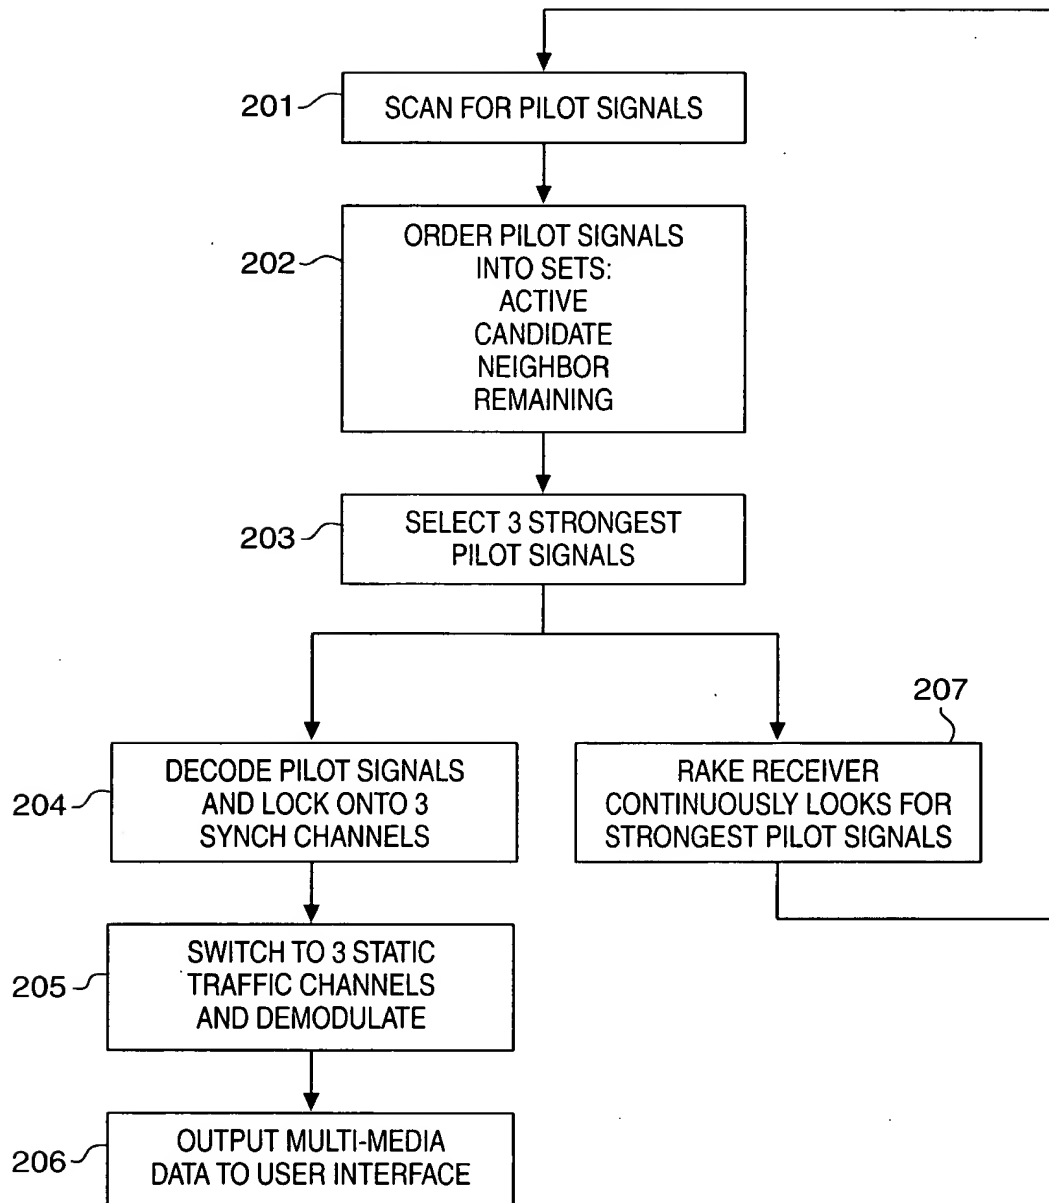 201
SCAN FOR PILOT SIGNALS
202
ORDER PILOT SIGNALS
INTO SETS:
ACTIVE
CANDIDATE
NEIGHBOR
REMAINING
203
SELECT 3 STRONGEST
PILOT SIGNALS
204
DECODE PILOT SIGNALS
AND LOCK ONTO 3
SYNCH CHANNELS
207
RAKE RECEIVER
CONTINUOUSLY LOOKS FOR
STRONGEST PILOT SIGNALS
205
SWITCH TO 3 STATIC
TRAFFIC CHANNELS
AND DEMODULATE
206
OUTPUT MULTI-MEDIA
DATA TO USER INTERFACE